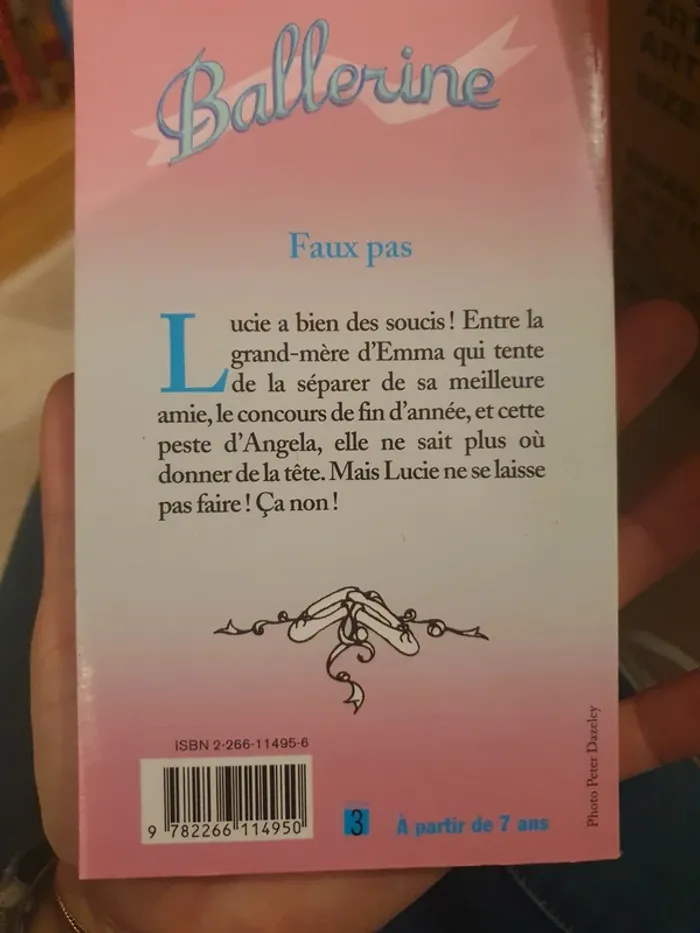 Ballerine
Faux pas
Lucie a bien des soucis ! Entre la
grand-mère d'Emma qui tente
de la séparer de sa meilleure
amie, le concours de fin d'année, et cette
peste d'Angela, elle ne sait plus où
donner de la tête. Mais Lucie ne se laisse
pas faire ! Ça non !
ISBN 2-266-11495-6
9 782266 114950
3
À partir de 7 ans
Photo Peter Dazeley
ART
ART
SIZE